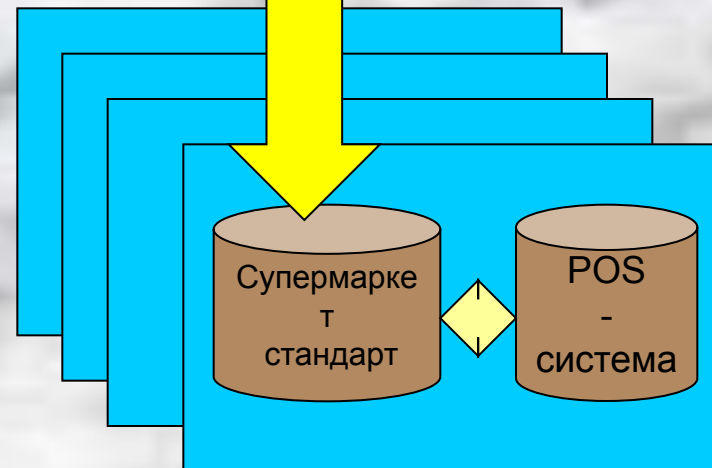 Супермарке
т
стандарт
POS
-
система